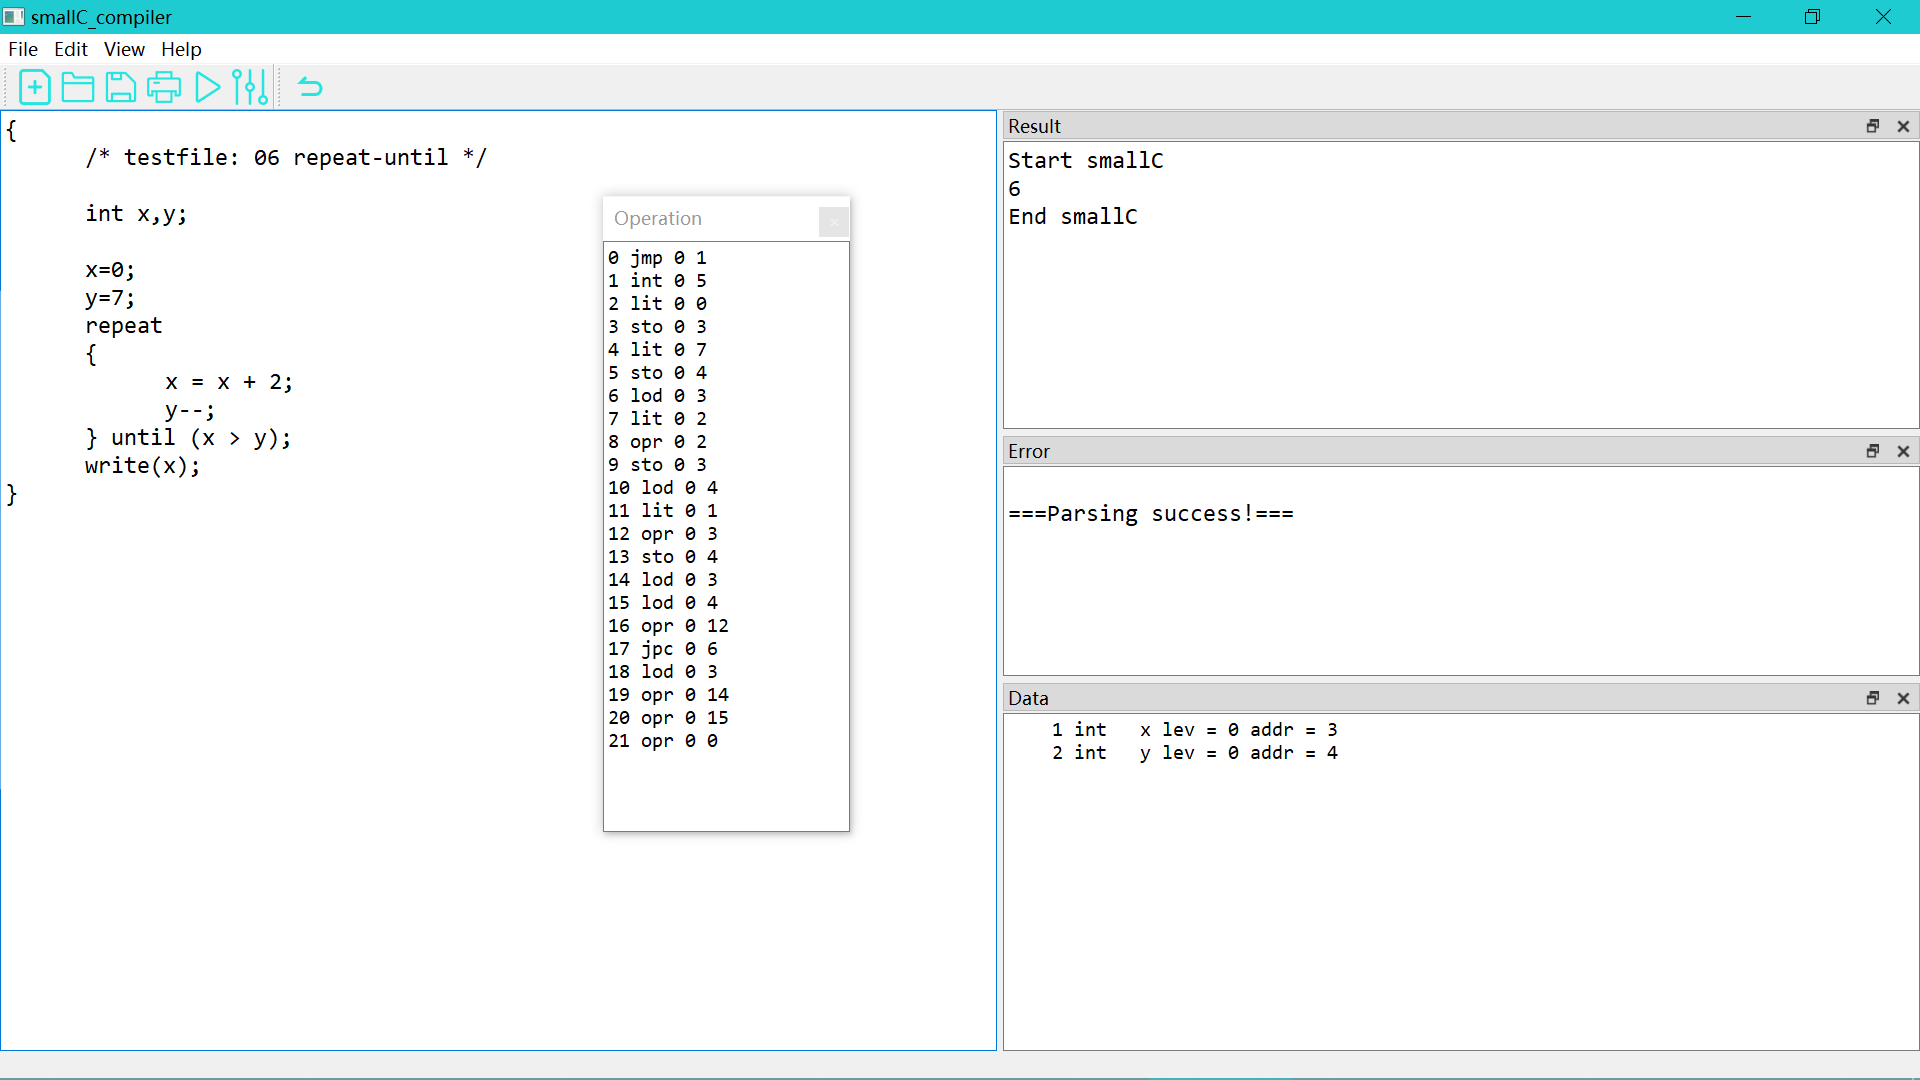 smallC_compiler
File Edit View Help
{
/* testfile: 06 repeat-until */
int x,y;
x=0;
y=7;
repeat
{
x = x + 2;
y--;
} until (x > y);
write(x);
}
Operation
0 jmp 0 1
1 int 0 5
2 lit 0 0
3 sto 0 3
4 lit 0 7
5 sto 0 4
6 lod 0 3
7 lit 0 2
8 opr 0 2
9 sto 0 3
10 lod 0 4
11 lit 0 1
12 opr 0 3
13 sto 0 4
14 lod 0 3
15 lod 0 4
16 opr 0 12
17 jpc 0 6
18 lod 0 3
19 opr 0 14
20 opr 0 15
21 opr 0 0
Result
Start smallC
6
End smallC
Error
===Parsing success!===
Data
1 int x lev = 0 addr = 3
2 int y lev = 0 addr = 4